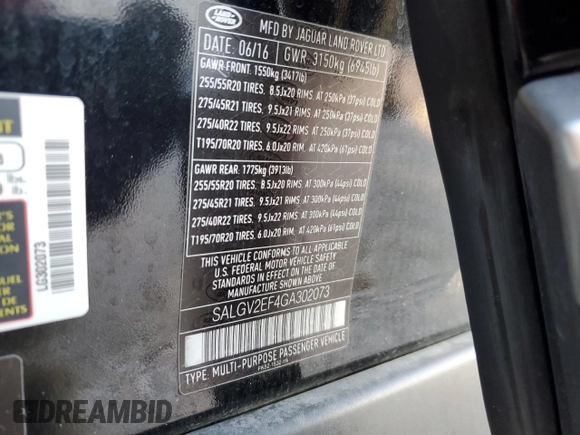 LAND ROVER
MFD BY JAGUAR LAND ROVER LTD
DATE: 06/16 GWR: 3150kg (6945lb)
GAWR FRONT: 1550kg (3417lb)
255/55R20 TIRES, 8.5Jx20 RIMS AT 250kPa (37psi) COLD
275/45R21 TIRES, 9.5Jx21 RIMS AT 250kPa (37psi) COLD
275/40R22 TIRES, 9.5Jx22 RIMS AT 250kPa (37psi) COLD
T195/70R20 TIRES, 6.0Jx20 RIM, AT 420kPa (61psi) COLD
GAWR REAR: 1775kg (3913lb)
255/55R20 TIRES, 8.5Jx20 RIMS AT 300kPa (44psi) COLD
275/45R21 TIRES, 9.5Jx21 RIMS AT 300kPa (44psi) COLD
275/40R22 TIRES, 9.5Jx22 RIMS AT 300kPa (44psi) COLD
T195/70R20 TIRES, 6.0Jx20 RIM, AT 420kPa (61psi) COLD
THIS VEHICLE CONFORMS TO ALL APPLICABLE
U.S. FEDERAL MOTOR VEHICLE SAFETY
STANDARDS IN EFFECT ON THE DATE OF
MANUFACTURE SHOWN ABOVE.
SALGV2EF4GA302073
TYPE: MULTI-PURPOSE PASSENGER VEHICLE
LG302073
DREAMBID